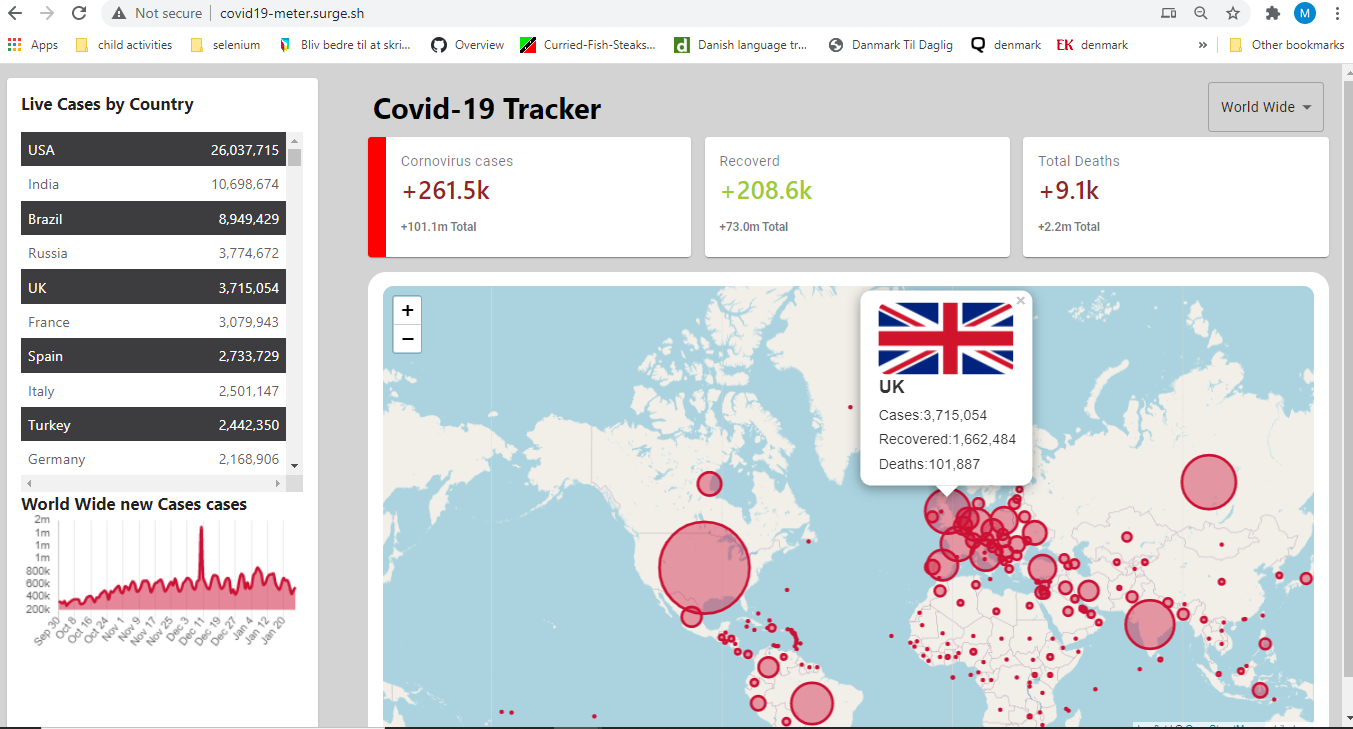 Not secure | covid19-meter.surge.sh
M
Apps child activities selenium Bliv bedre til at skri... Overview Curried-Fish-Steaks... Danish language tr... Danmark Til Daglig denmark EK denmark » Other bookmarks
Live Cases by Country
USA 26,037,715
India 10,698,674
Brazil 8,949,429
Russia 3,774,672
UK 3,715,054
France 3,079,943
Spain 2,733,729
Italy 2,501,147
Turkey 2,442,350
Germany 2,168,906
World Wide new Cases cases
2m
1m
1m
1m
800k
600k
400k
200k
Sep 30 Oct 8 Oct 16 Oct 24 Nov 1 Nov 9 Nov 17 Nov 25 Dec 3 Dec 11 Dec 19 Dec 27 Jan 4 Jan 12 Jan 20
Covid-19 Tracker
World Wide
Cornovirus cases
+261.5k
+101.1m Total
Recoverd
+208.6k
+73.0m Total
Total Deaths
+9.1k
+2.2m Total
+
−
×
UK
Cases:3,715,054
Recovered:1,662,484
Deaths:101,887